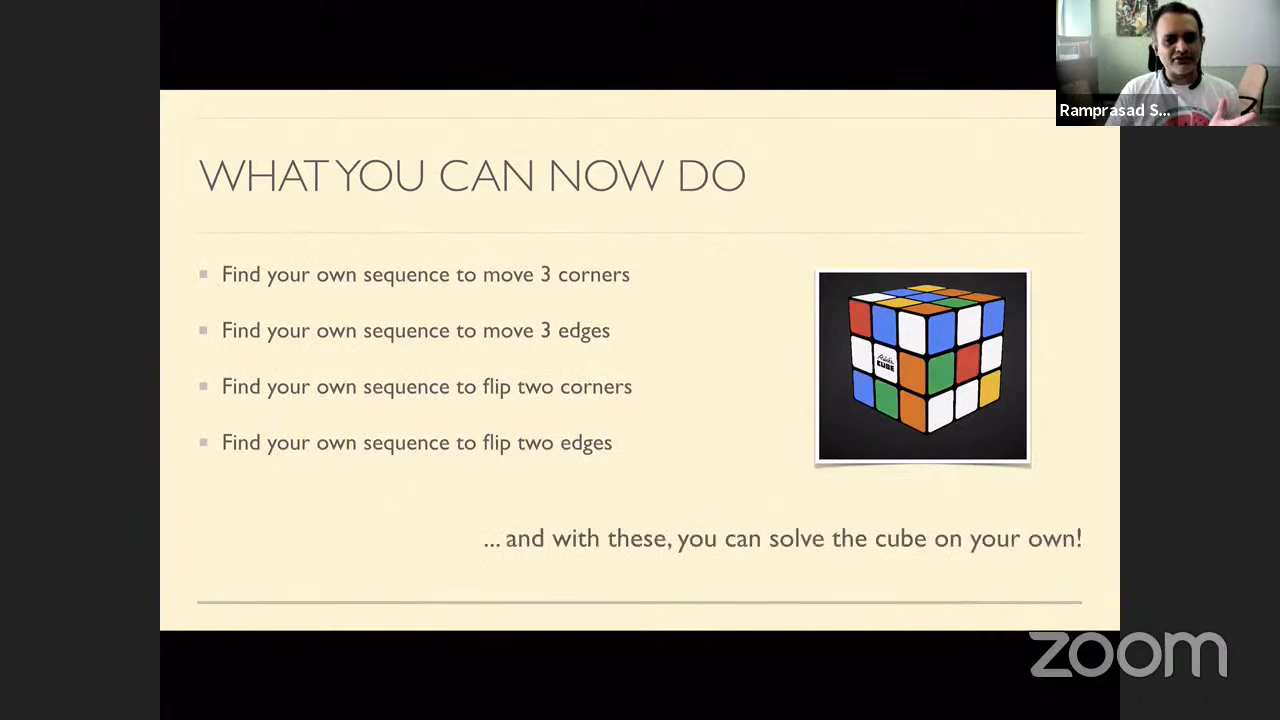 Ramprasad S...
WHAT YOU CAN NOW DO
Find your own sequence to move 3 corners
Find your own sequence to move 3 edges
Find your own sequence to flip two corners
Find your own sequence to flip two edges
Rubik's
CUBE
... and with these, you can solve the cube on your own!
zoom